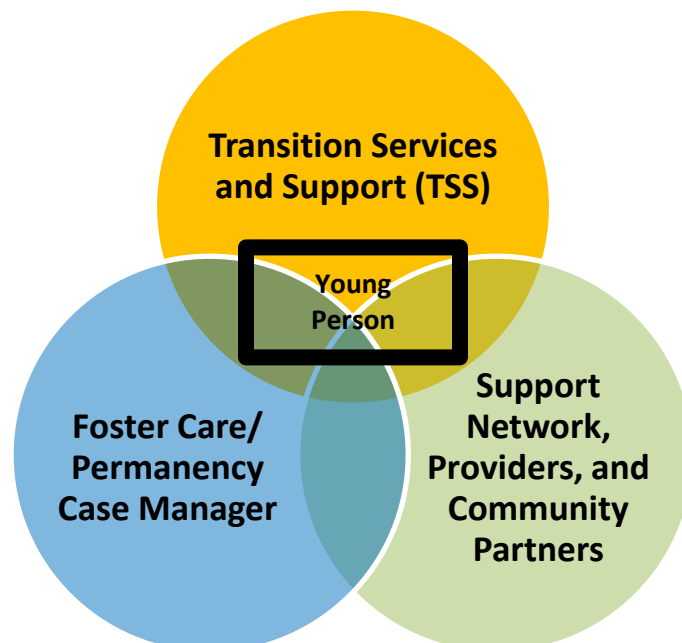 Transition Services
and Support (TSS)
Young
Person
Foster Care/
Permanency
Case Manager
Support
Network,
Providers, and
Community
Partners